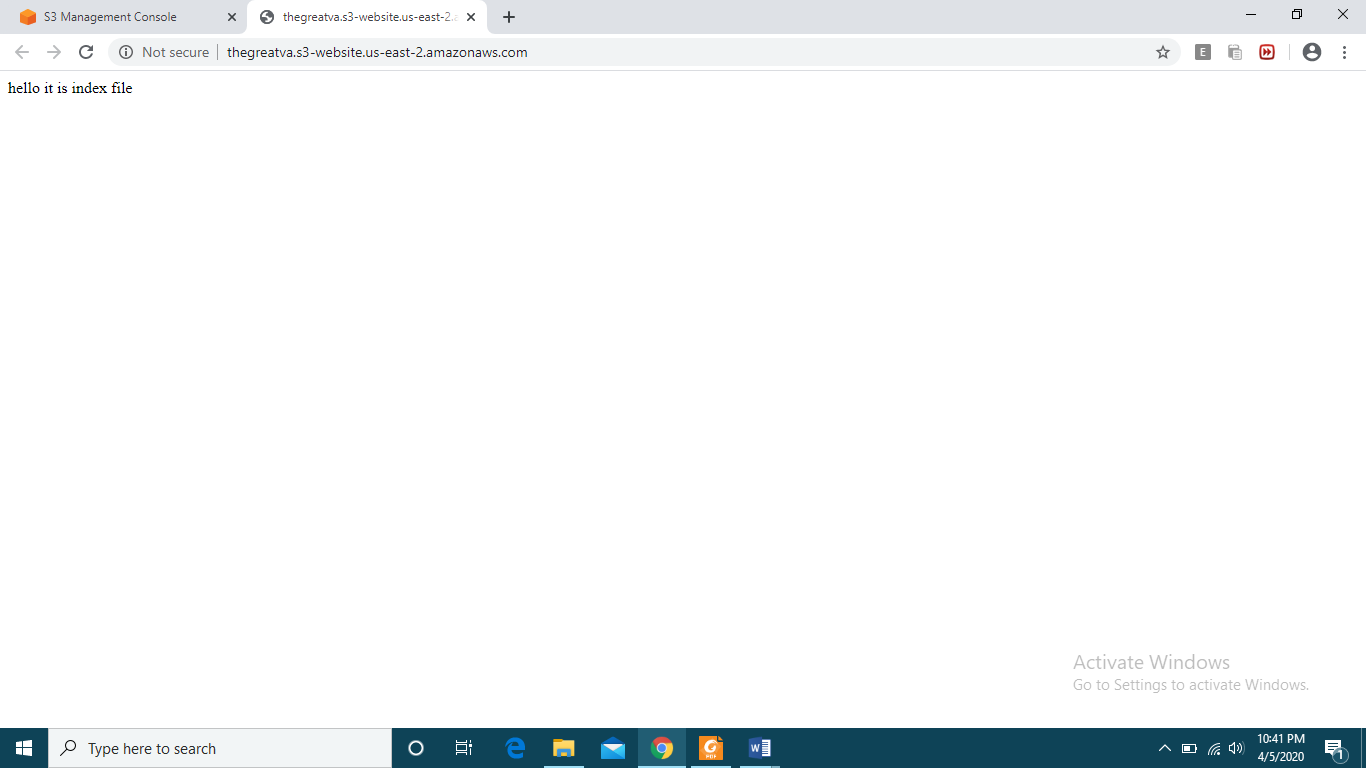 S3 Management Console
thegreatva.s3-website.us-east-2.a
Not secure
thegreatva.s3-website.us-east-2.amazonaws.com
E
hello it is index file
Activate Windows
Go to Settings to activate Windows.
Type here to search
PDF
W
10:41 PM
4/5/2020
1